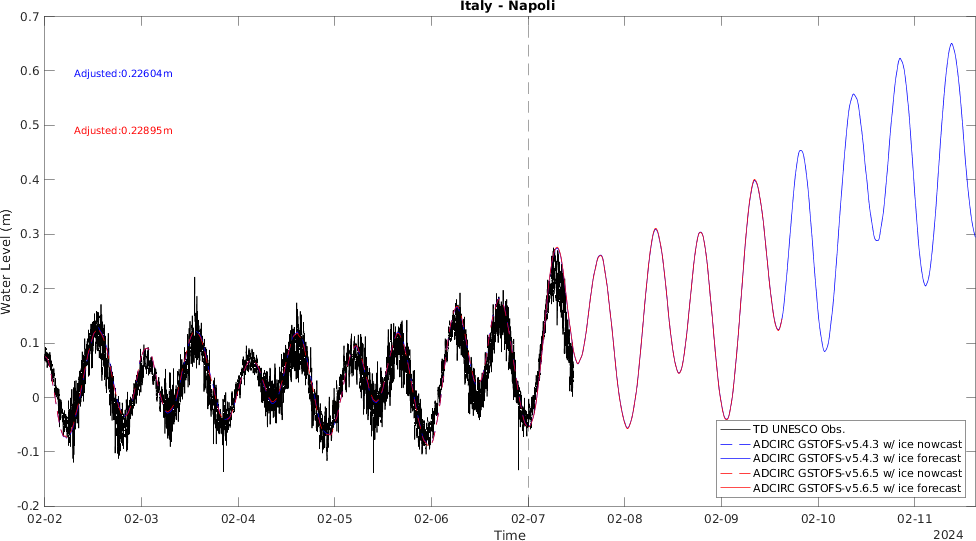 Italy - Napoli
0.7
0.6
0.5
0.4
0.3
0.2
0.1
0
-0.1
-0.2
Water Level (m)
Adjusted:0.22604m
Adjusted:0.22895m
TD UNESCO Obs.
ADCIRC GSTOFS-v5.4.3 w/ ice nowcast
ADCIRC GSTOFS-v5.4.3 w/ ice forecast
ADCIRC GSTOFS-v5.6.5 w/ ice nowcast
ADCIRC GSTOFS-v5.6.5 w/ ice forecast
02-02 02-03 02-04 02-05 02-06 02-07 02-08 02-09 02-10 02-11
Time
2024